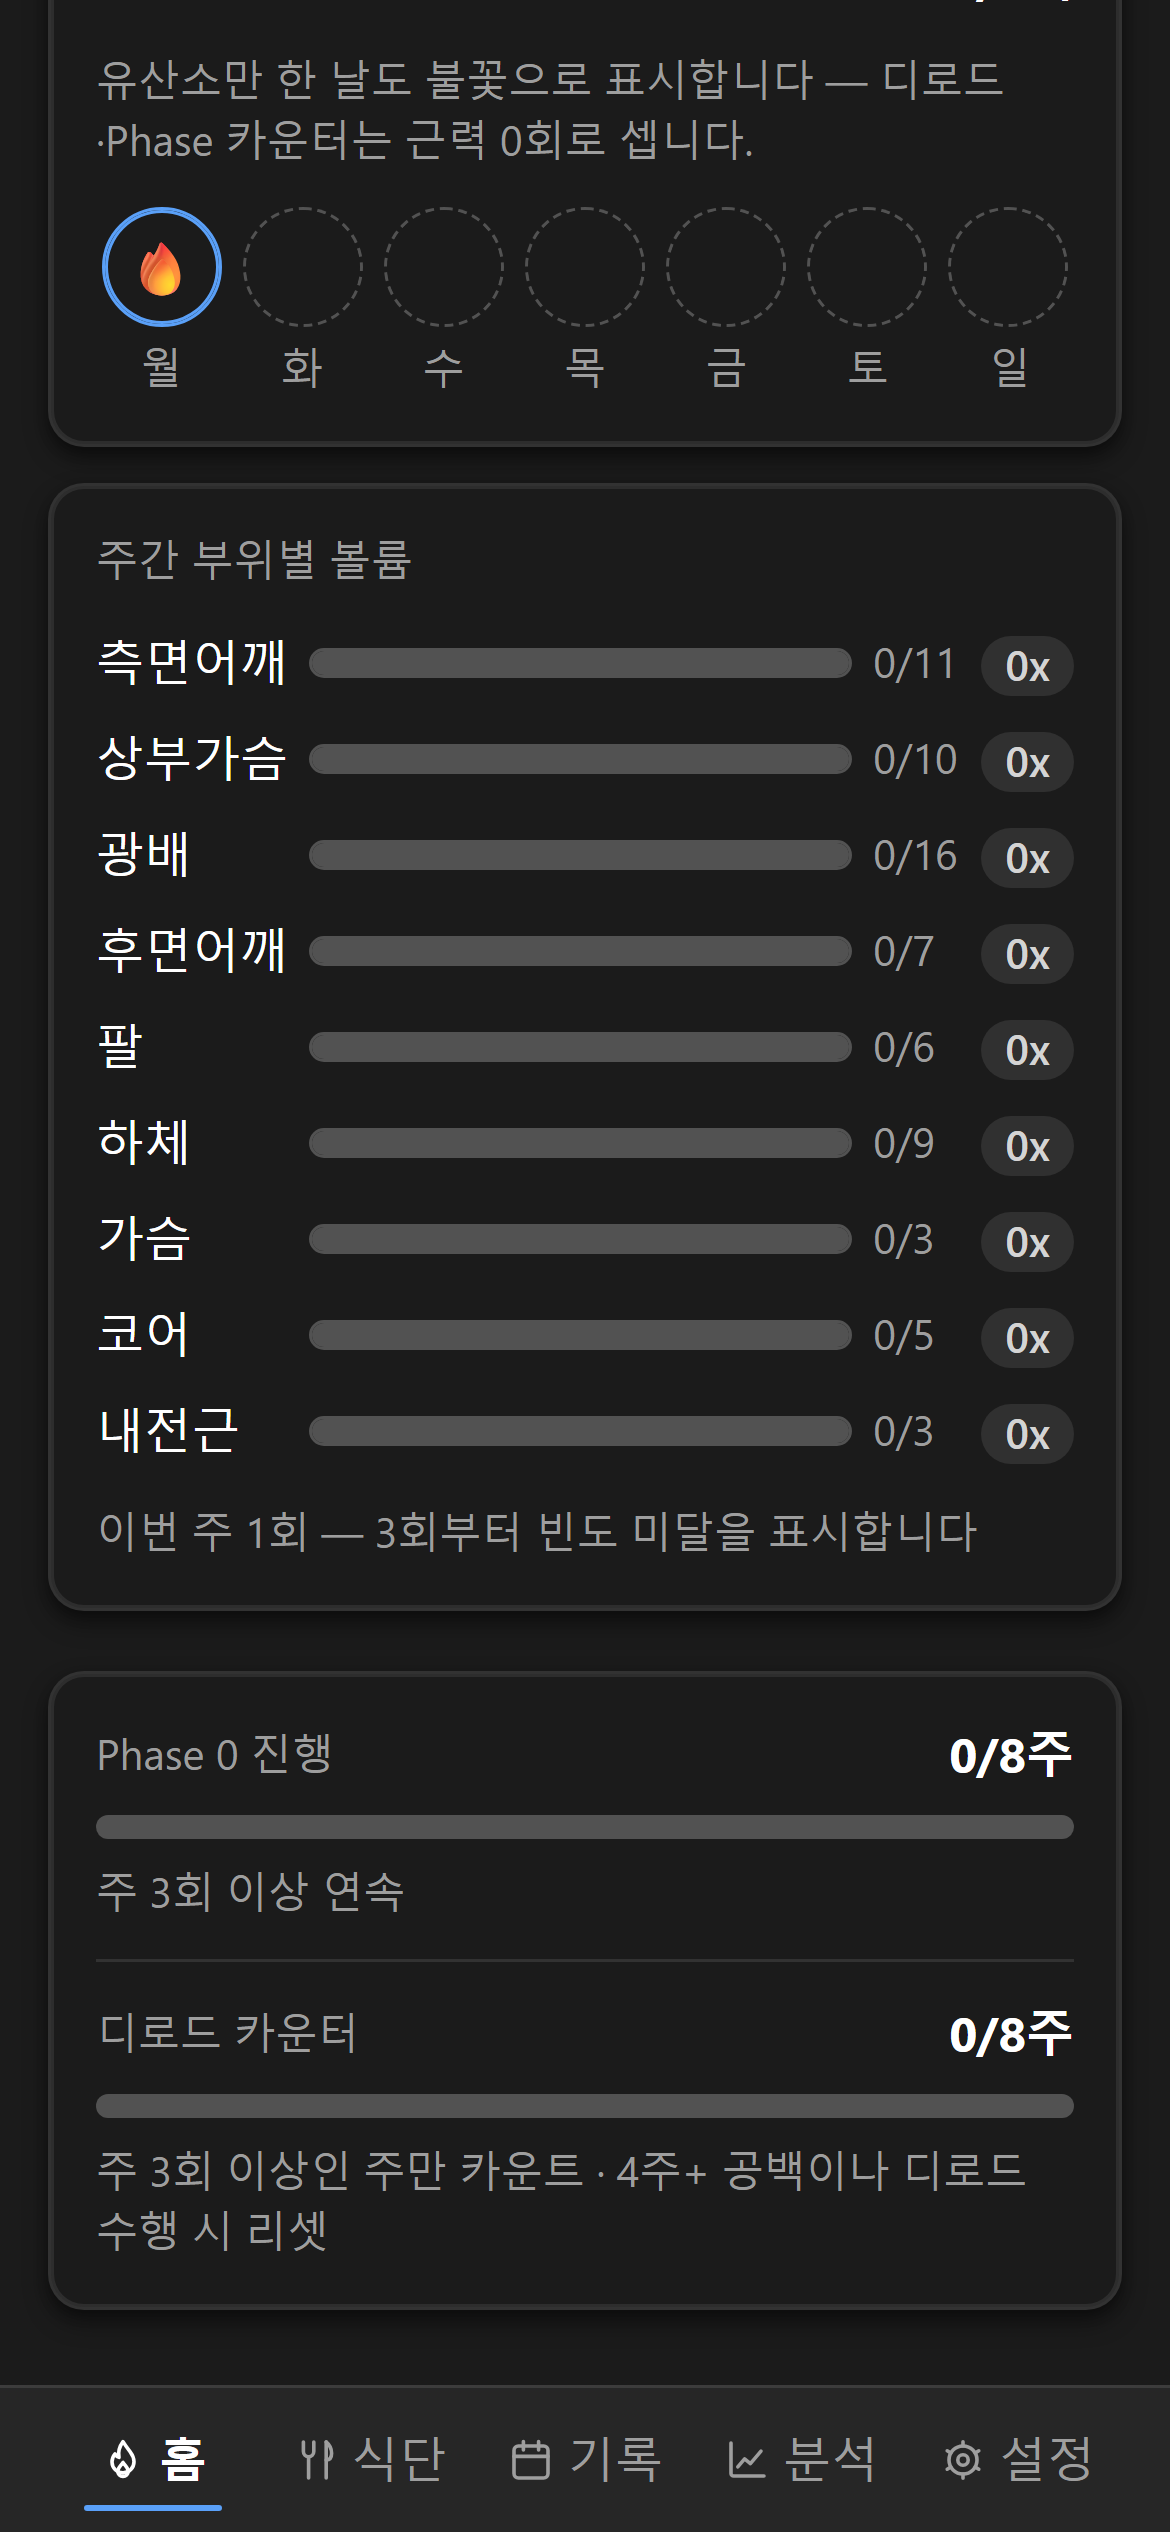 유산소만 한 날도 불꽃으로 표시합니다 — 디로드
·Phase 카운터는 근력 0회로 셉니다.
월 화 수 목 금 토 일
주간 부위별 볼륨
측면어깨 0/11 0x
상부가슴 0/10 0x
광배 0/16 0x
후면어깨 0/7 0x
팔 0/6 0x
하체 0/9 0x
가슴 0/3 0x
코어 0/5 0x
내전근 0/3 0x
이번 주 1회 — 3회부터 빈도 미달을 표시합니다
Phase 0 진행 0/8주
주 3회 이상 연속
디로드 카운터 0/8주
주 3회 이상인 주만 카운트 · 4주+ 공백이나 디로드
수행 시 리셋
홈 식단 기록 분석 설정